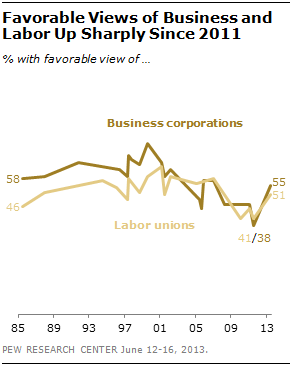 Favorable Views of Business and
Labor Up Sharply Since 2011
% with favorable view of ...
Business corporations
58
55
51
46
Labor unions
41/38
85 89 93 97 01 05 09 13
PEW RESEARCH CENTER June 12-16, 2013.